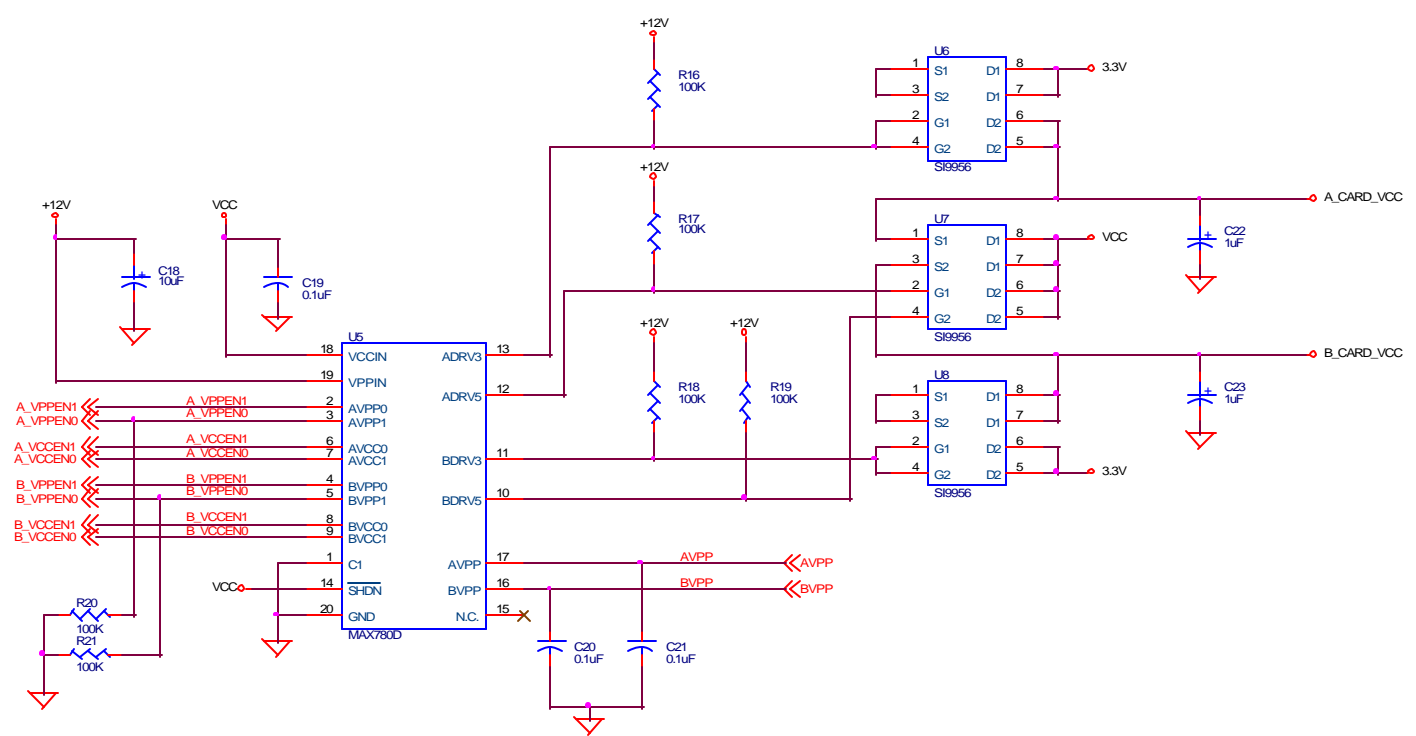 +12V
R16
100K
U6
1 S1 D1 8
3.3V
3 S2 D1 7
2 G1 D2 6
4 G2 D2 5
SI9956
+12V
R17
100K
A_CARD_VCC
C22
1uF
U7
1 S1 D1 8
VCC
3 S2 D1 7
2 G1 D2 6
4 G2 D2 5
SI9956
+12V
C18
10uF
VCC
C19
0.1uF
+12V
R18
100K
+12V
R19
100K
B_CARD_VCC
C23
1uF
U8
1 S1 D1 8
3 S2 D1 7
2 G1 D2 6
4 G2 D2 5
3.3V
SI9956
U5
18 VCCIN ADRV3 13
19 VPPIN
ADRV5 12
A_VPPEN1 A_VPPEN1 2 AVPP0
A_VPPEN0 A_VPPEN0 3 AVPP1
A_VCCEN1 A_VCCEN1 6 AVCC0
A_VCCEN0 A_VCCEN0 7 AVCC1
BDRV3 11
B_VPPEN1 B_VPPEN1 4 BVPP0
B_VPPEN0 B_VPPEN0 5 BVPP1
BDRV5 10
B_VCCEN1 B_VCCEN1 8 BVCC0
B_VCCEN0 B_VCCEN0 9 BVCC1
1 C1 AVPP 17 AVPP AVPP
VCC 14 SHDN BVPP 16 BVPP BVPP
20 GND N.C. 15
MAX780D
R20
100K
R21
100K
C20
0.1uF
C21
0.1uF